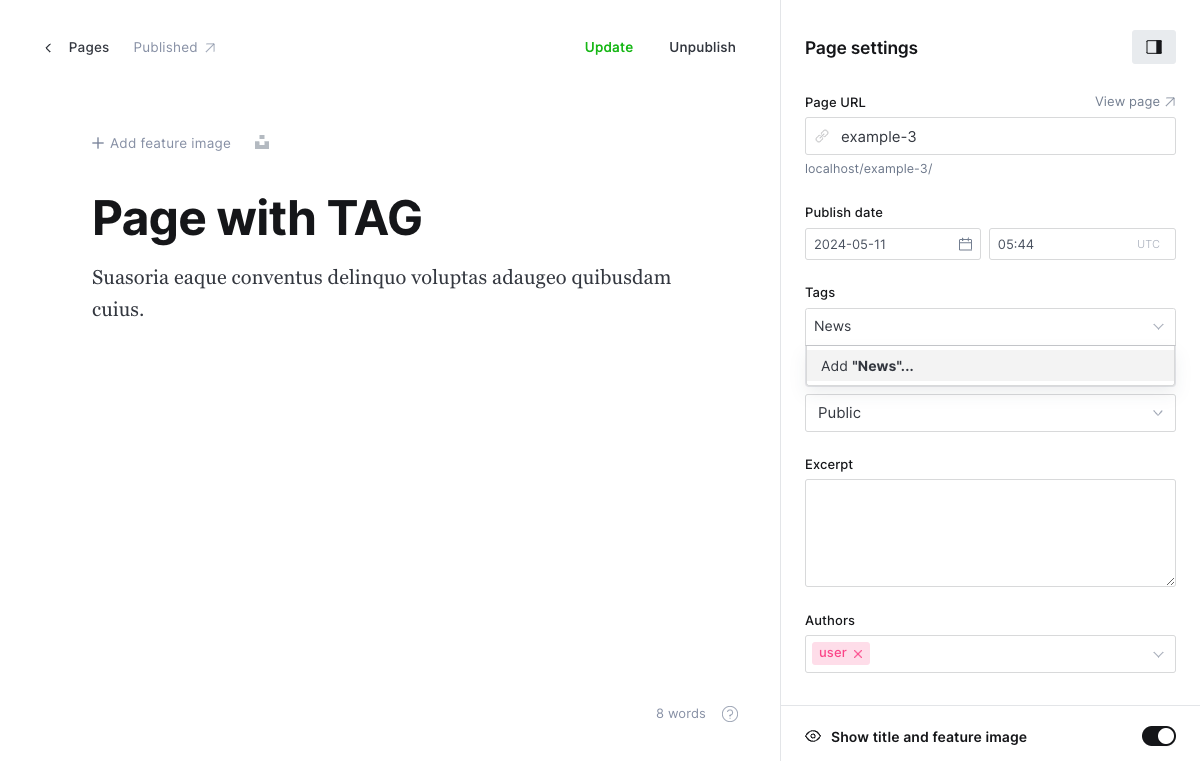 Pages
Published
Update
Unpublish
Add feature image
Page with TAG
Suasoria eaque conventus delinquo voluptas adaugeo quibusdam
cuius.
8 words
?
Page settings
Page URL
View page
example-3
localhost/example-3/
Publish date
2024-05-11
05:44
UTC
Tags
News
Add "News"...
Public
Excerpt
Authors
user
Show title and feature image